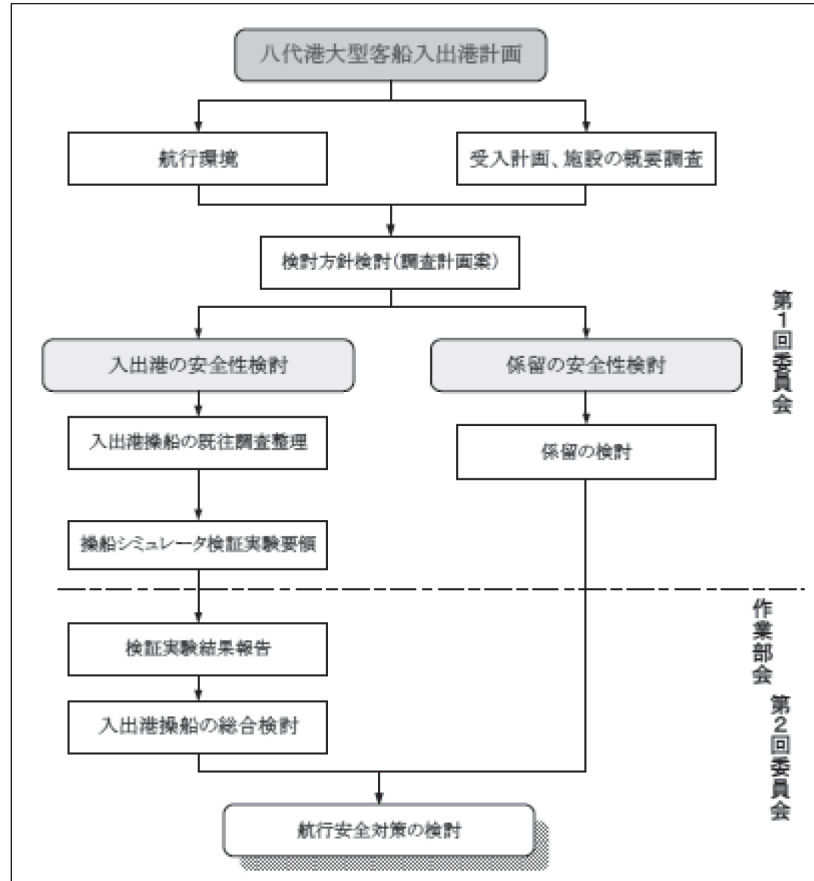 八代港大型客船入出港計画
航行環境
受入計画、施設の概要調査
検討方針検討(調査計画案)
入出港の安全性検討
係留の安全性検討
入出港操船の既往調査整理
係留の検討
操船シミュレータ検証実験要領
第1回委員会
検証実験結果報告
入出港操船の総合検討
航行安全対策の検討
作業部会
第2回委員会